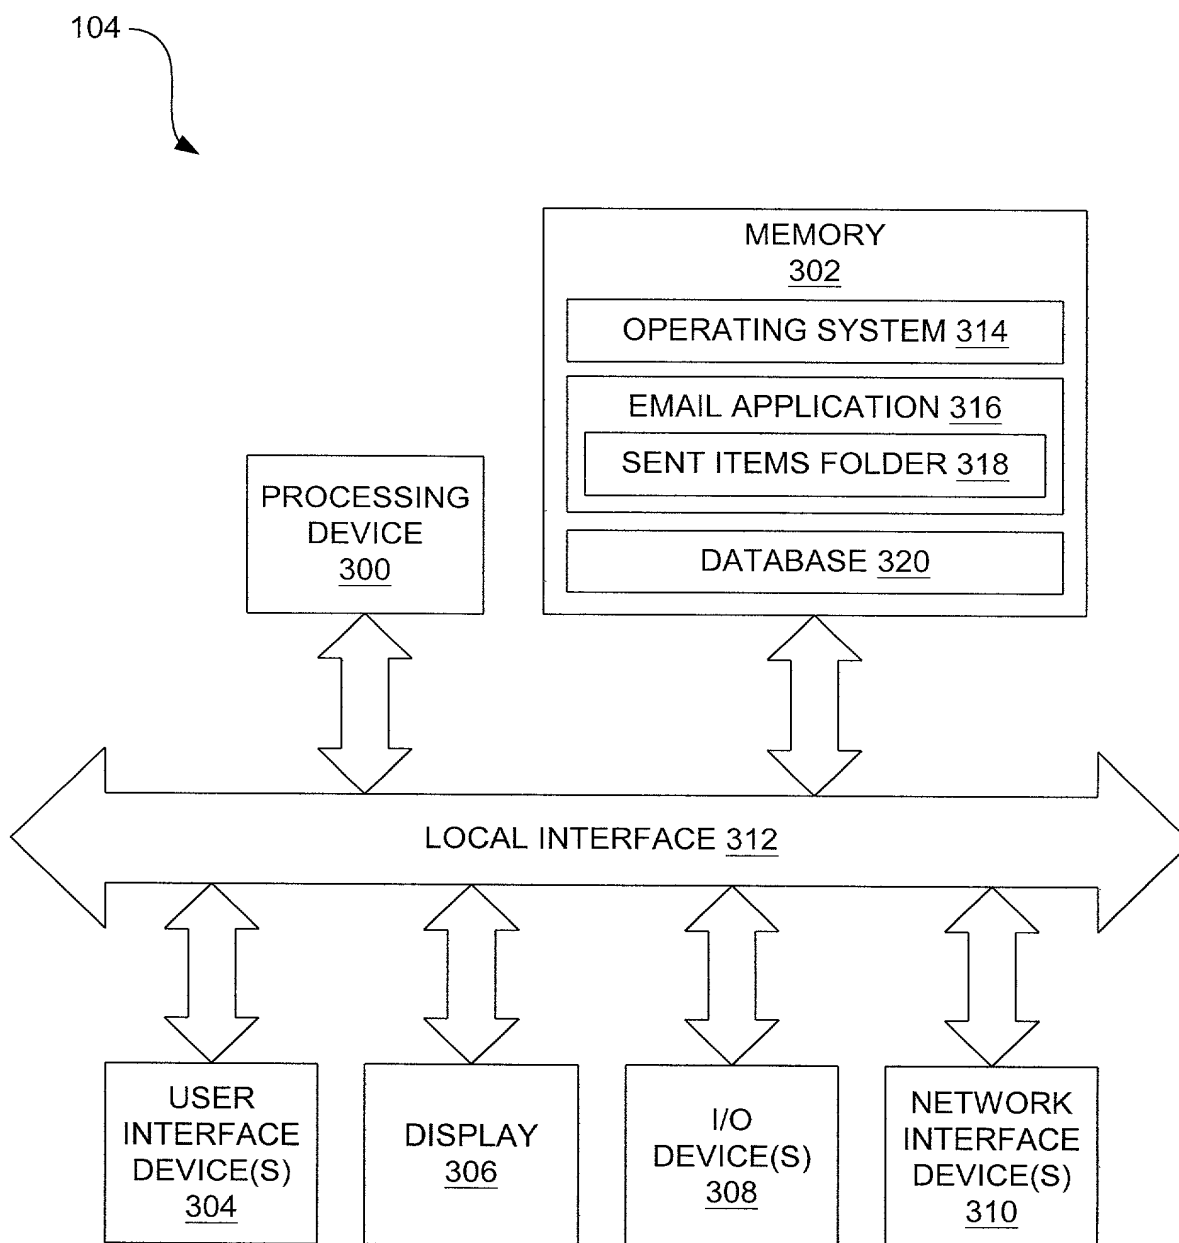 104
MEMORY
302
OPERATING SYSTEM 314
EMAIL APPLICATION 316
SENT ITEMS FOLDER 318
DATABASE 320
PROCESSING
DEVICE
300
LOCAL INTERFACE 312
USER
INTERFACE
DEVICE(S)
304
DISPLAY
306
I/O
DEVICE(S)
308
NETWORK
INTERFACE
DEVICE(S)
310